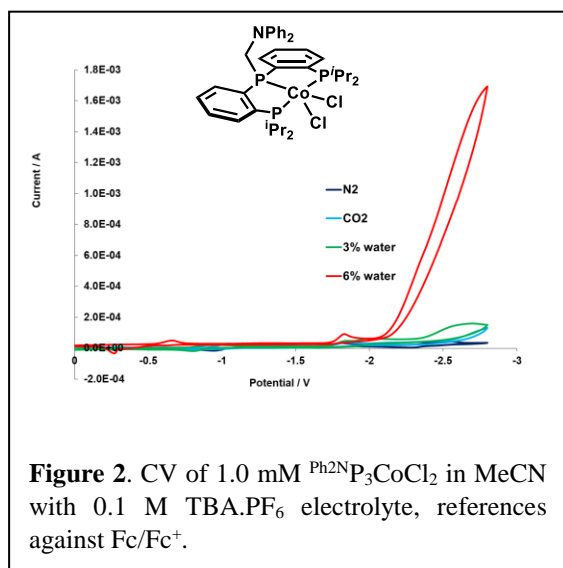 NPh₂
P
PⁱPr₂
Co
Cl
P
ⁱPr₂
Cl
1.8E-03
1.6E-03
1.4E-03
1.2E-03
1.0E-03
8.0E-04
6.0E-04
4.0E-04
2.0E-04
0.0E+00
-2.0E-04
Current / A
N2
CO2
3% water
6% water
0 -0.5 -1 -1.5 -2 -2.5 -3
Potential / V
Figure 2. CV of 1.0 mM ᴾʰ²ᴺP₃CoCl₂ in MeCN
with 0.1 M TBA.PF₆ electrolyte, references
against Fc/Fc⁺.